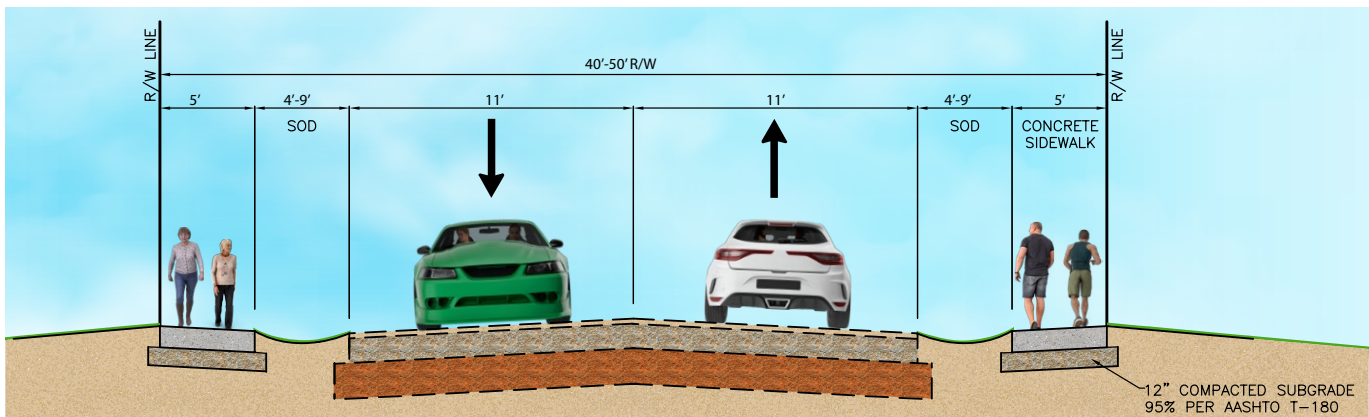 R/W LINE
40'-50' R/W
R/W LINE
5'
4'-9'
11'
11'
4'-9'
5'
SOD
SOD
CONCRETE
SIDEWALK
12" COMPACTED SUBGRADE
95% PER AASHTO T-180